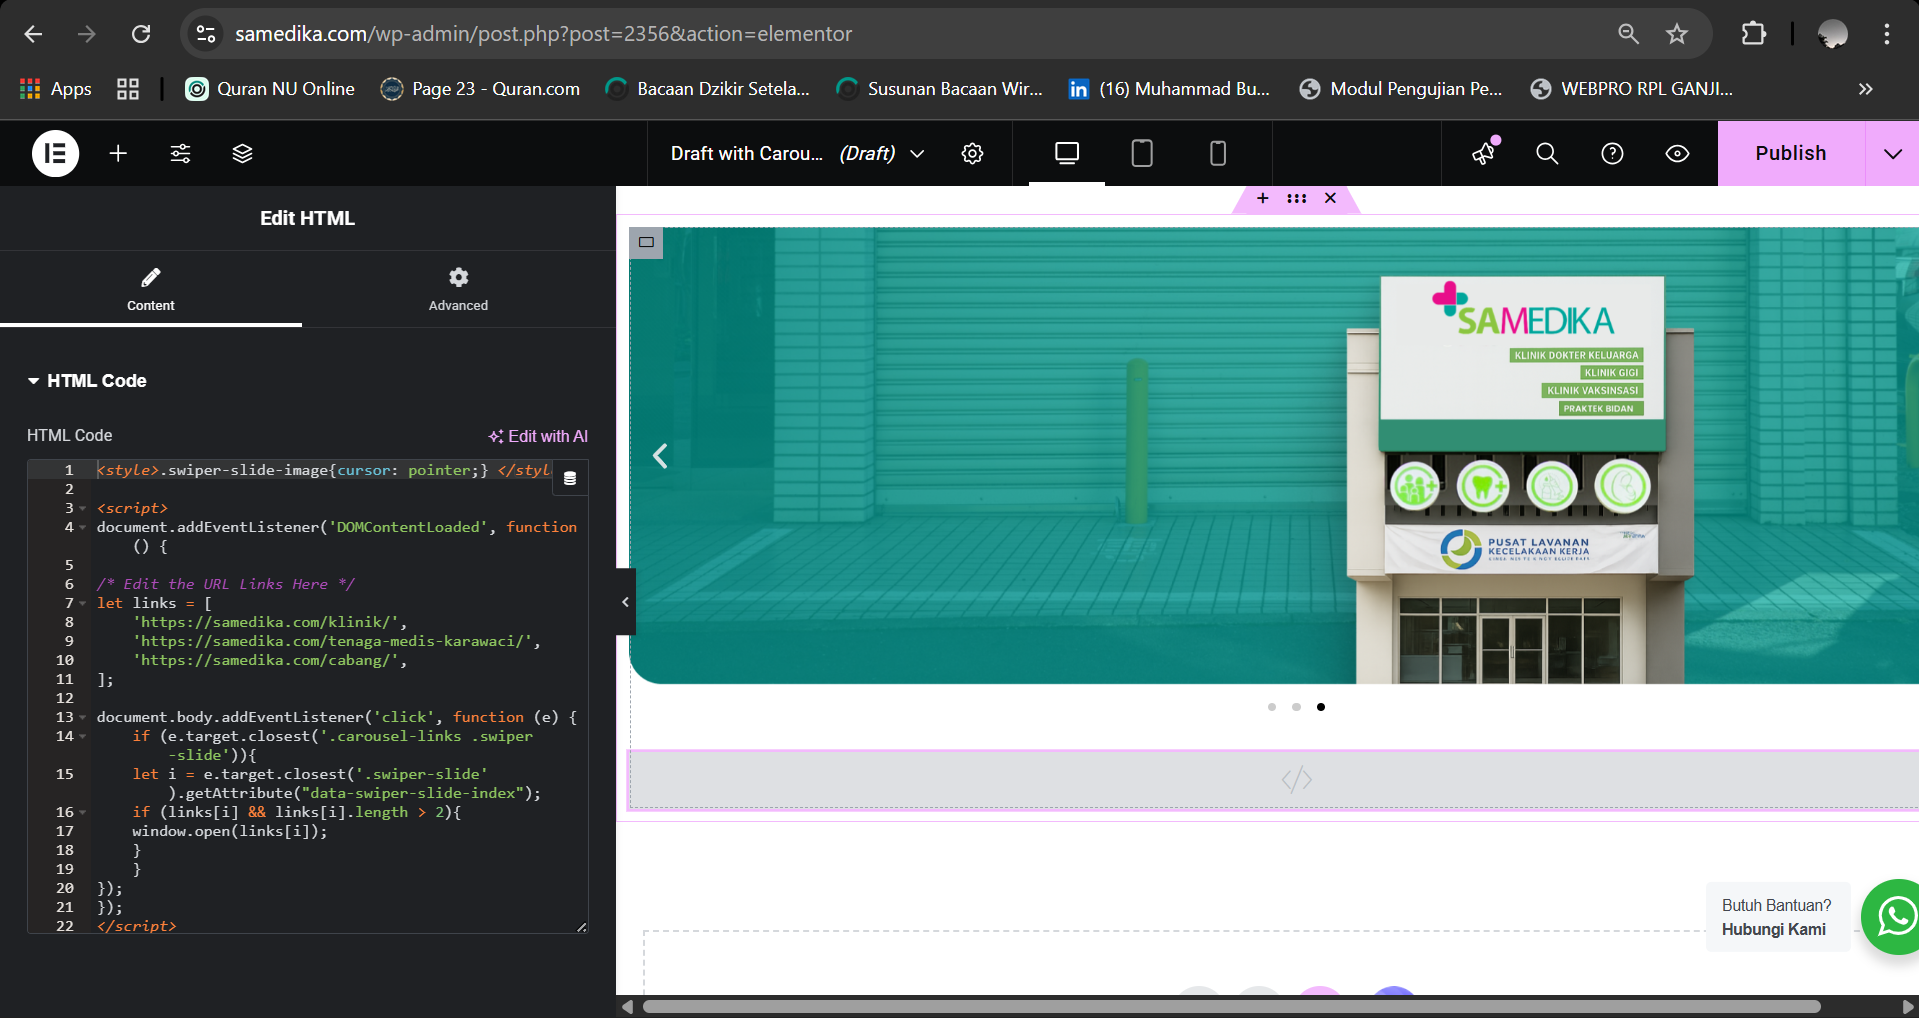 samedika.com/wp-admin/post.php?post=2356&action=elementor
Apps
Quran NU Online
Page 23 - Quran.com
Bacaan Dzikir Setela...
Susunan Bacaan Wir...
in
(16) Muhammad Bu...
Modul Pengujian Pe...
WEBPRO RPL GANJI...
Draft with Carou... (Draft)
Publish
Edit HTML
Content
Advanced
HTML Code
HTML Code
Edit with AI
1 <style>.swiper-slide-image{cursor: pointer;} </styl
2
3 <script>
4 document.addEventListener('DOMContentLoaded', function
() {
5
6 /* Edit the URL Links Here */
7 let links = [
8 'https://samedika.com/klinik/',
9 'https://samedika.com/tenaga-medis-karawaci/',
10 'https://samedika.com/cabang/',
11 ];
12
13 document.body.addEventListener('click', function (e) {
14 if (e.target.closest('.carousel-links .swiper
-slide')){
15 let i = e.target.closest('.swiper-slide'
).getAttribute("data-swiper-slide-index");
16 if (links[i] && links[i].length > 2){
17 window.open(links[i]);
18 }
19 }
20 });
21 });
22 </script>
SAMEDIKA
KLINIK DOKTER KELUARGA
KLINIK GIGI
KLINIK VAKSINSASI
PRAKTEK BIDAN
PUSAT LAYANAN
KECELAKAAN KERJA
Butuh Bantuan?
Hubungi Kami